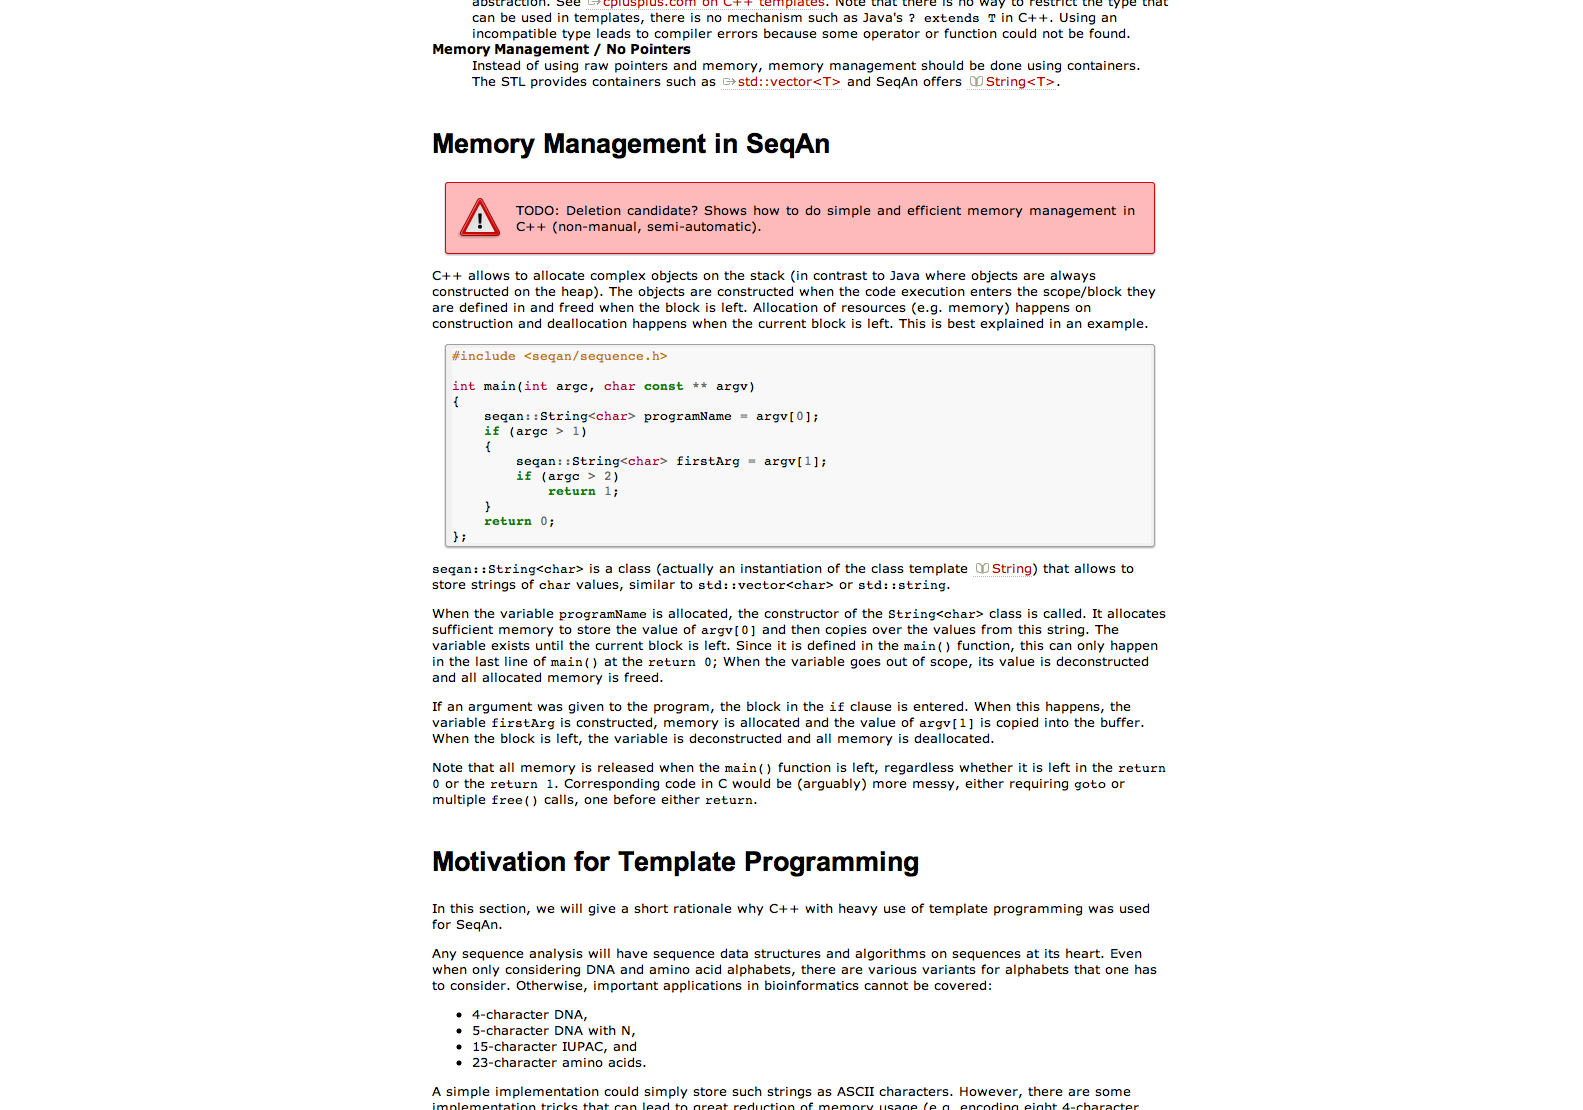 abstraction. See cplusplus.com on C++ templates. Note that there is no way to restrict the type that
can be used in templates, there is no mechanism such as Java's ? extends T in C++. Using an
incompatible type leads to compiler errors because some operator or function could not be found.
Memory Management / No Pointers
Instead of using raw pointers and memory, memory management should be done using containers.
The STL provides containers such as std::vector<T> and SeqAn offers String<T>.
Memory Management in SeqAn
TODO: Deletion candidate? Shows how to do simple and efficient memory management in
C++ (non-manual, semi-automatic).
C++ allows to allocate complex objects on the stack (in contrast to Java where objects are always
constructed on the heap). The objects are constructed when the code execution enters the scope/block they
are defined in and freed when the block is left. Allocation of resources (e.g. memory) happens on
construction and deallocation happens when the current block is left. This is best explained in an example.
#include <seqan/sequence.h>
int main(int argc, char const ** argv)
{
    seqan::String<char> programName = argv[0];
    if (argc > 1)
    {
        seqan::String<char> firstArg = argv[1];
        if (argc > 2)
            return 1;
    }
    return 0;
};
seqan::String<char> is a class (actually an instantiation of the class template String) that allows to
store strings of char values, similar to std::vector<char> or std::string.
When the variable programName is allocated, the constructor of the String<char> class is called. It allocates
sufficient memory to store the value of argv[0] and then copies over the values from this string. The
variable exists until the current block is left. Since it is defined in the main() function, this can only happen
in the last line of main() at the return 0; When the variable goes out of scope, its value is deconstructed
and all allocated memory is freed.
If an argument was given to the program, the block in the if clause is entered. When this happens, the
variable firstArg is constructed, memory is allocated and the value of argv[1] is copied into the buffer.
When the block is left, the variable is deconstructed and all memory is deallocated.
Note that all memory is released when the main() function is left, regardless whether it is left in the return
0 or the return 1. Corresponding code in C would be (arguably) more messy, either requiring goto or
multiple free() calls, one before either return.
Motivation for Template Programming
In this section, we will give a short rationale why C++ with heavy use of template programming was used
for SeqAn.
Any sequence analysis will have sequence data structures and algorithms on sequences at its heart. Even
when only considering DNA and amino acid alphabets, there are various variants for alphabets that one has
to consider. Otherwise, important applications in bioinformatics cannot be covered:
• 4-character DNA,
• 5-character DNA with N,
• 15-character IUPAC, and
• 23-character amino acids.
A simple implementation could simply store such strings as ASCII characters. However, there are some
implementation tricks that can lead to great reduction of memory usage (e.g. encoding eight 4-character